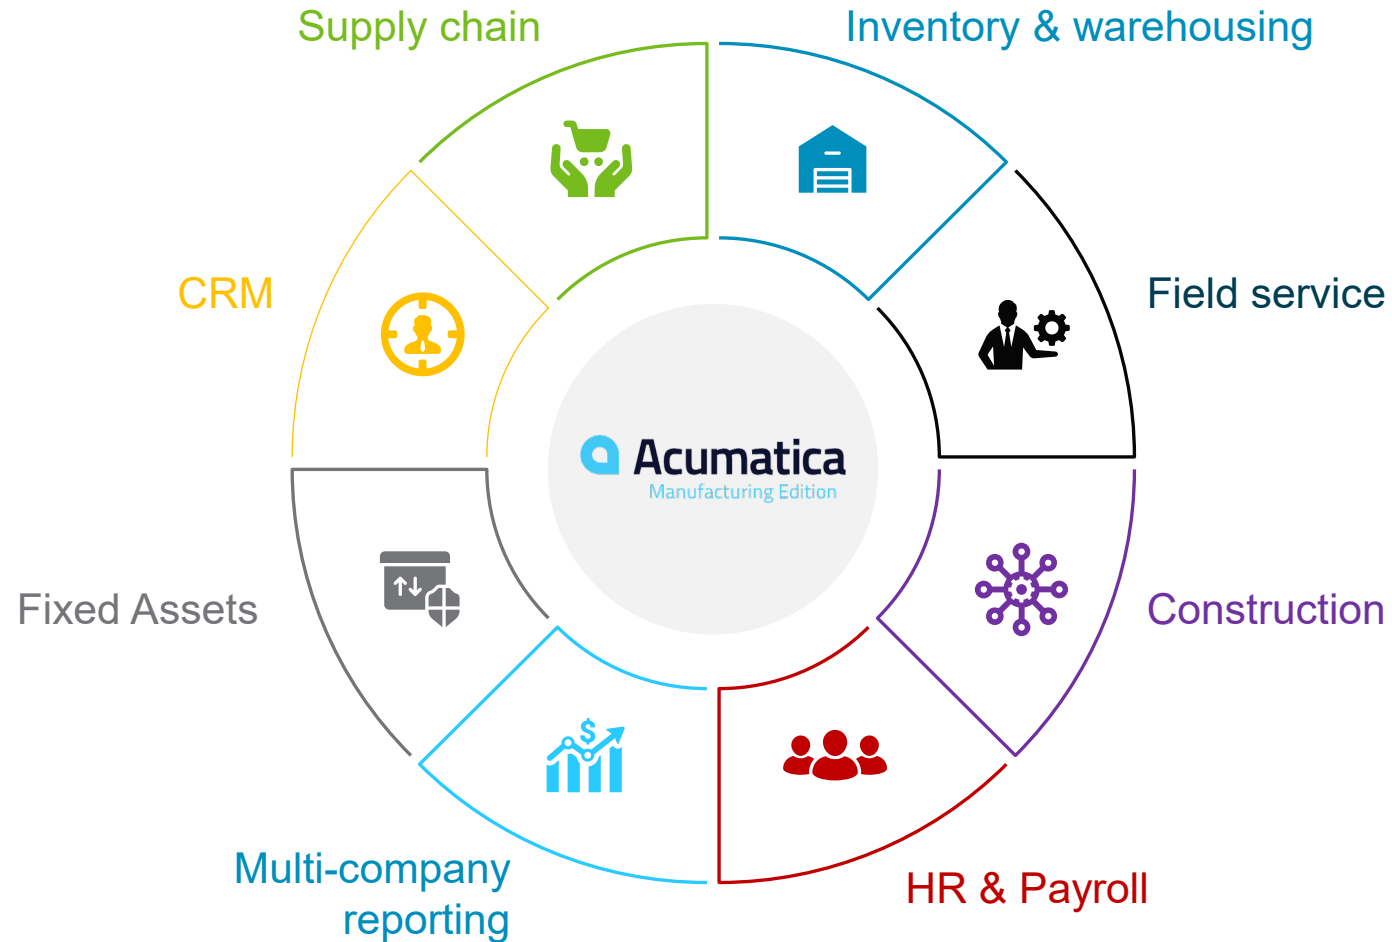 Supply chain
Inventory & warehousing
CRM
Field service
Acumatica
Manufacturing Edition
Fixed Assets
Construction
Multi-company
reporting
HR & Payroll
$